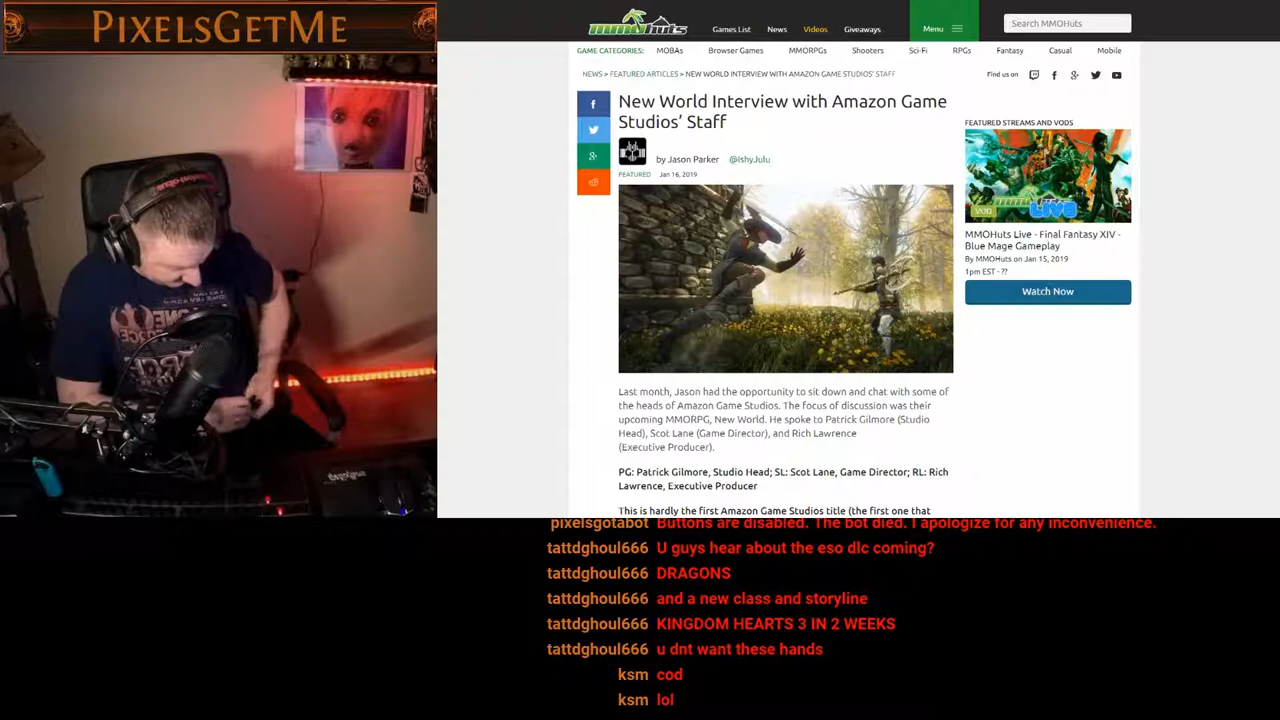 PIXELSGETME
mmohuts
Games List
News
Videos
Giveaways
Menu
Search MMOHuts
GAME CATEGORIES:
MOBAs
Browser Games
MMORPGs
Shooters
Sci-Fi
RPGs
Fantasy
Casual
Mobile
NEWS > FEATURED ARTICLES > NEW WORLD INTERVIEW WITH AMAZON GAME STUDIOS' STAFF
Find us on
New World Interview with Amazon Game
Studios' Staff
by Jason Parker @IshyJulu
FEATURED Jan 16, 2019
Last month, Jason had the opportunity to sit down and chat with some of
the heads of Amazon Game Studios. The focus of discussion was their
upcoming MMORPG, New World. He spoke to Patrick Gilmore (Studio
Head), Scot Lane (Game Director), and Rich Lawrence
(Executive Producer).
PG: Patrick Gilmore, Studio Head; SL: Scot Lane, Game Director; RL: Rich
Lawrence, Executive Producer
This is hardly the first Amazon Game Studios title (the first one that
FEATURED STREAMS AND VODS
VOD
mmohuts
LIVE
MMOHuts Live - Final Fantasy XIV -
Blue Mage Gameplay
By MMOHuts on Jan 15, 2019
1pm EST - ??
Watch Now
pixelsgotabot Buttons are disabled. The bot died. I apologize for any inconvenience.
tattdghoul666 U guys hear about the eso dlc coming?
tattdghoul666 DRAGONS
tattdghoul666 and a new class and storyline
tattdghoul666 KINGDOM HEARTS 3 IN 2 WEEKS
tattdghoul666 u dnt want these hands
ksm cod
ksm lol